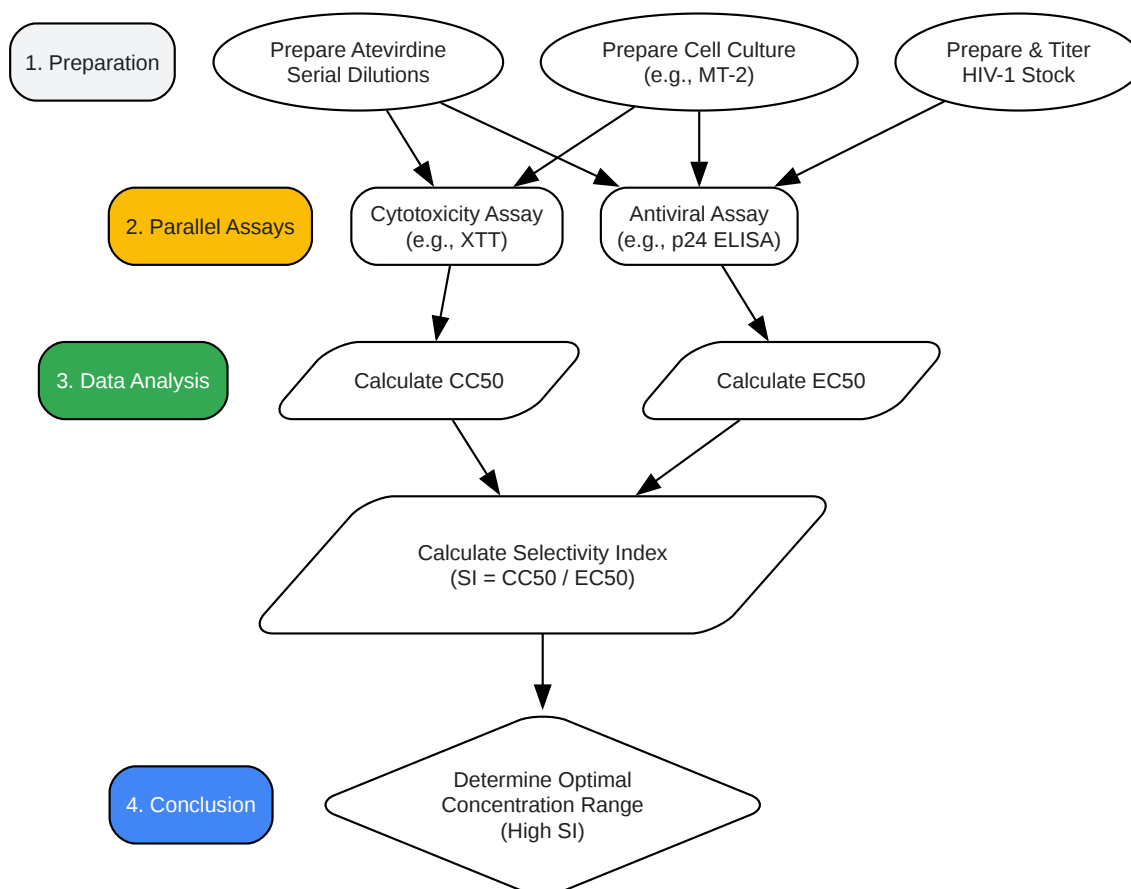 1. Preparation
Prepare Atevirdine
Serial Dilutions
Prepare Cell Culture
(e.g., MT-2)
Prepare & Titer
HIV-1 Stock
2. Parallel Assays
Cytotoxicity Assay
(e.g., XTT)
Antiviral Assay
(e.g., p24 ELISA)
3. Data Analysis
Calculate CC50
Calculate EC50
Calculate Selectivity Index
(SI = CC50 / EC50)
4. Conclusion
Determine Optimal
Concentration Range
(High SI)